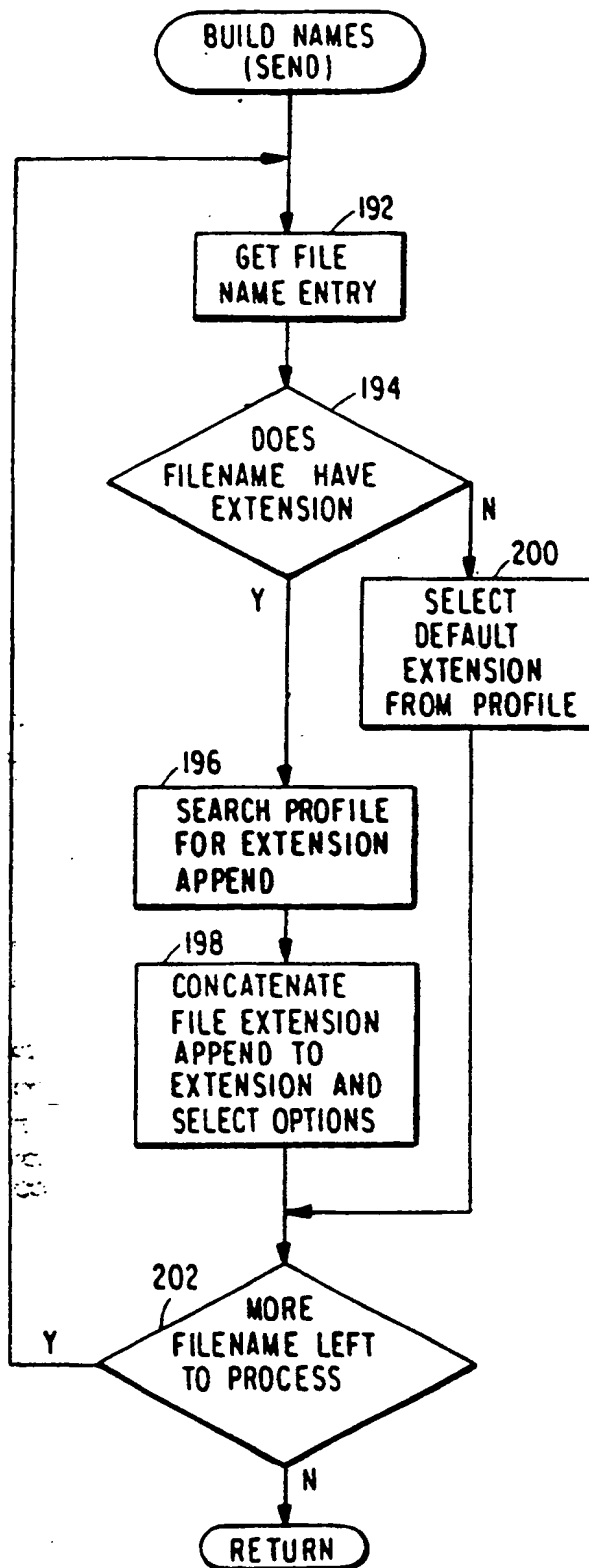 BUILD NAMES
(SEND)
192
GET FILE
NAME ENTRY
194
DOES
FILENAME HAVE
EXTENSION
N
Y
200
SELECT
DEFAULT
EXTENSION
FROM PROFILE
196
SEARCH PROFILE
FOR EXTENSION
APPEND
198
CONCATENATE
FILE EXTENSION
APPEND TO
EXTENSION AND
SELECT OPTIONS
202
MORE
FILENAME LEFT
TO PROCESS
Y
N
RETURN